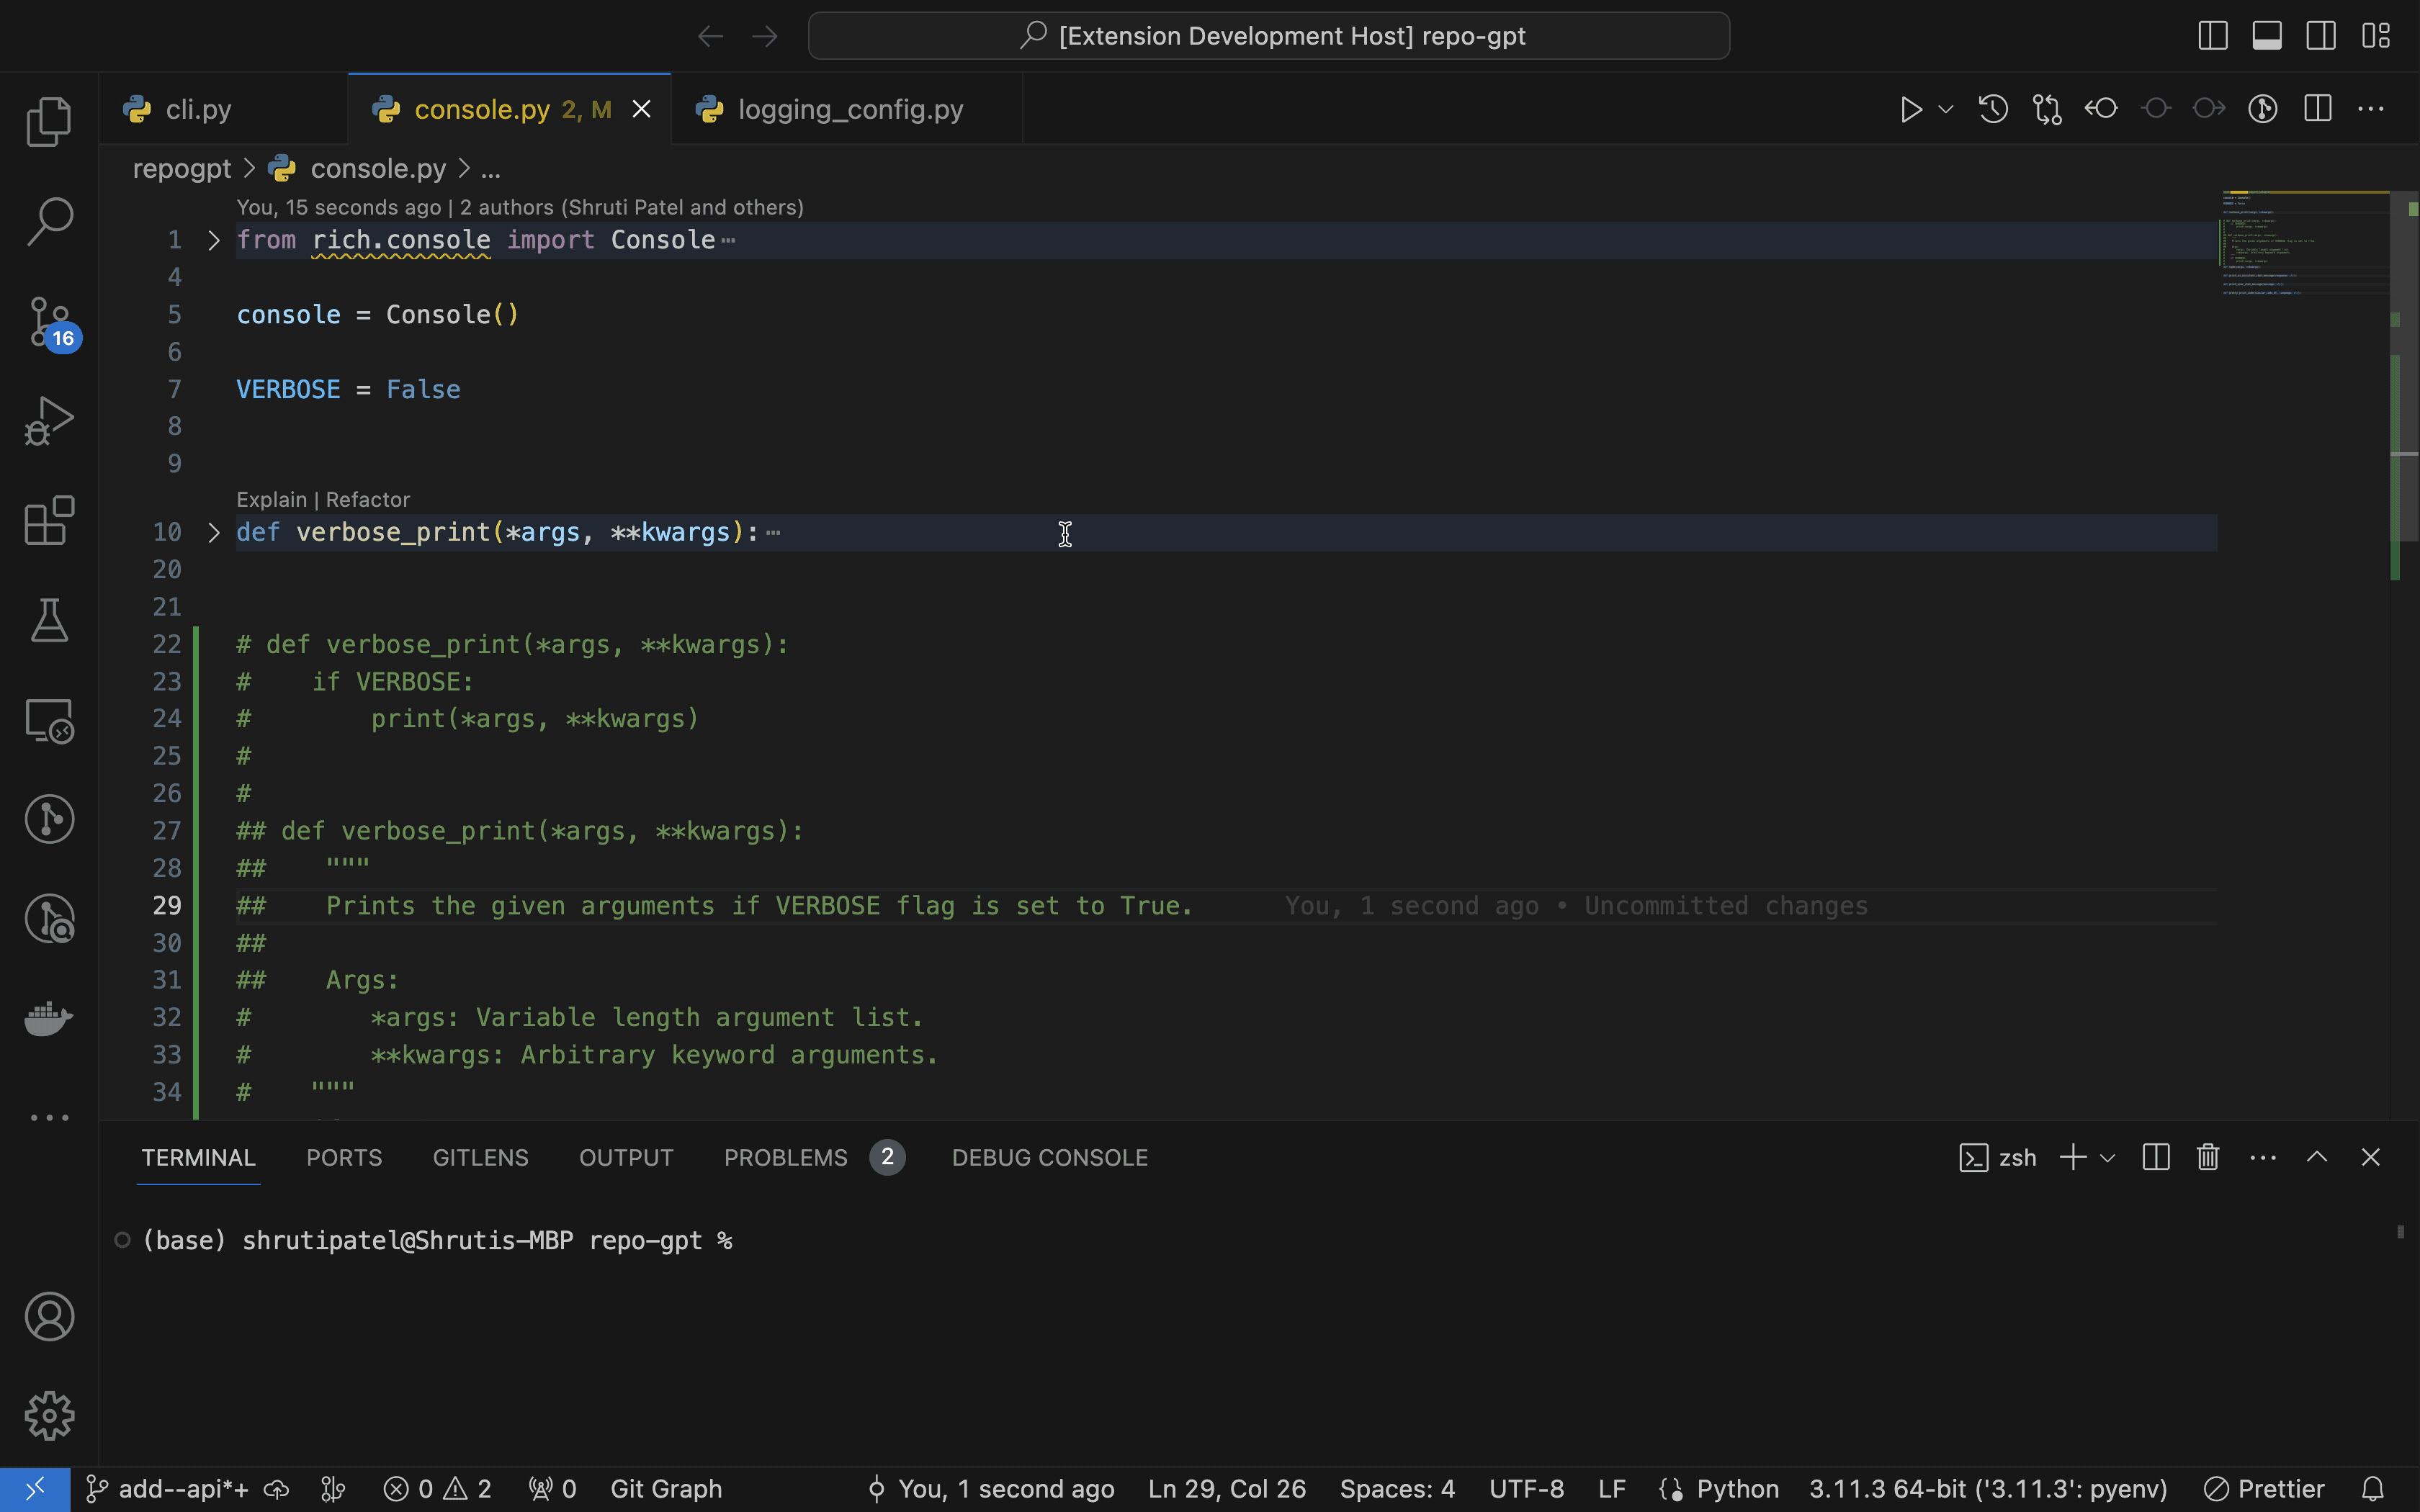 [Extension Development Host] repo-gpt
cli.py
console.py 2, M
logging_config.py
repogpt > console.py > ...
You, 15 seconds ago | 2 authors (Shruti Patel and others)
1 from rich.console import Console
4
5 console = Console()
6
7 VERBOSE = False
8
9
Explain | Refactor
10 def verbose_print(*args, **kwargs):
20
21
22 # def verbose_print(*args, **kwargs):
23 #    if VERBOSE:
24 #        print(*args, **kwargs)
25 #
26 #
27 ## def verbose_print(*args, **kwargs):
28 ##    """
29 ##    Prints the given arguments if VERBOSE flag is set to True. You, 1 second ago • Uncommitted changes
30 ##
31 ##    Args:
32 #        *args: Variable length argument list.
33 #        **kwargs: Arbitrary keyword arguments.
34 #    """
16
TERMINAL PORTS GITLENS OUTPUT PROBLEMS 2 DEBUG CONSOLE
zsh
(base) shrutipatel@Shrutis-MBP repo-gpt %
add--api*+ 0 2 0 Git Graph You, 1 second ago Ln 29, Col 26 Spaces: 4 UTF-8 LF Python 3.11.3 64-bit ('3.11.3': pyenv) Prettier